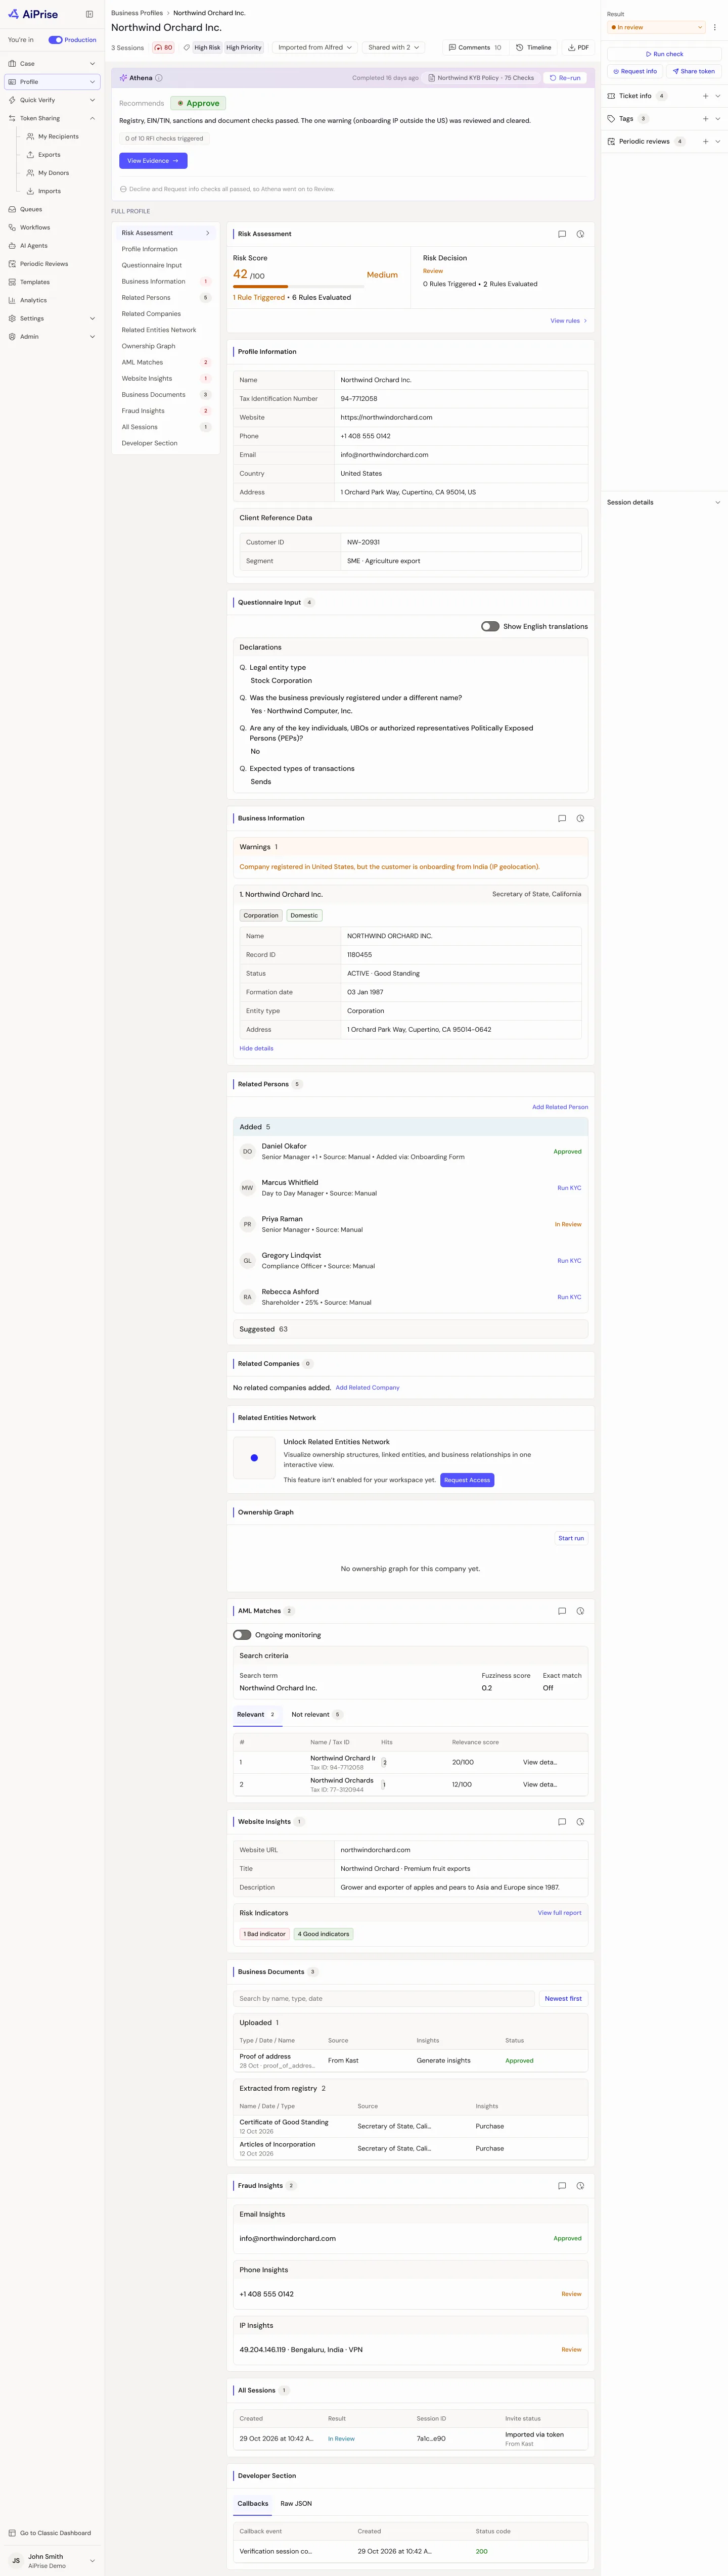 AiPrise
You're in
Production
Case
Profile
Quick Verify
Token Sharing
My Recipients
Exports
My Donors
Imports
Queues
Workflows
AI Agents
Periodic Reviews
Templates
Analytics
Settings
Admin
Go to Classic Dashboard
JS
John Smith
AiPrise Demo
Business Profiles > Northwind Orchard Inc.
Northwind Orchard Inc.
3 Sessions
80
High Risk
High Priority
Imported from Alfred
Shared with 2
Comments 10
Timeline
PDF
Athena
Completed 16 days ago
Northwind KYB Policy · 75 Checks
Re-run
Recommends
Approve
Registry, EIN/TIN, sanctions and document checks passed. The one warning (onboarding IP outside the US) was reviewed and cleared.
0 of 10 RFI checks triggered
View Evidence →
Decline and Request info checks all passed, so Athena went on to Review.
FULL PROFILE
Risk Assessment
Profile Information
Questionnaire Input
Business Information 1
Related Persons 5
Related Companies
Related Entities Network
Ownership Graph
AML Matches 2
Website Insights 1
Business Documents 3
Fraud Insights 2
All Sessions 1
Developer Section
Risk Assessment
Risk Score
42 /100
Medium
1 Rule Triggered • 6 Rules Evaluated
Risk Decision
Review
0 Rules Triggered • 2 Rules Evaluated
View rules >
Profile Information
Name Northwind Orchard Inc.
Tax Identification Number 94-7712058
Website https://northwindorchard.com
Phone +1 408 555 0142
Email info@northwindorchard.com
Country United States
Address 1 Orchard Park Way, Cupertino, CA 95014, US
Client Reference Data
Customer ID NW-20931
Segment SME · Agriculture export
Questionnaire Input 4
Show English translations
Declarations
Q. Legal entity type
Stock Corporation
Q. Was the business previously registered under a different name?
Yes · Northwind Computer, Inc.
Q. Are any of the key individuals, UBOs or authorized representatives Politically Exposed
Persons (PEPs)?
No
Q. Expected types of transactions
Sends
Business Information
Warnings 1
Company registered in United States, but the customer is onboarding from India (IP geolocation).
1. Northwind Orchard Inc.
Secretary of State, California
Corporation
Domestic
Name NORTHWIND ORCHARD INC.
Record ID 1180455
Status ACTIVE · Good Standing
Formation date 03 Jan 1987
Entity type Corporation
Address 1 Orchard Park Way, Cupertino, CA 95014-0642
Hide details
Related Persons 5
Add Related Person
Added 5
DO
Daniel Okafor
Senior Manager +1 • Source: Manual • Added via: Onboarding Form
Approved
MW
Marcus Whitfield
Day to Day Manager • Source: Manual
Run KYC
PR
Priya Raman
Senior Manager • Source: Manual
In Review
GL
Gregory Lindqvist
Compliance Officer • Source: Manual
Run KYC
RA
Rebecca Ashford
Shareholder • 25% • Source: Manual
Run KYC
Suggested 63
Related Companies 0
No related companies added. Add Related Company
Related Entities Network
Unlock Related Entities Network
Visualize ownership structures, linked entities, and business relationships in one
interactive view.
This feature isn't enabled for your workspace yet. Request Access
Ownership Graph
Start run
No ownership graph for this company yet.
AML Matches 2
Ongoing monitoring
Search criteria
Search term Fuzziness score Exact match
Northwind Orchard Inc. 0.2 Off
Relevant 2 Not relevant 5
# Name / Tax ID Hits Relevance score
1 Northwind Orchard Ir 2 20/100 View deta...
Tax ID: 94-7712058
2 Northwind Orchards 1 12/100 View deta...
Tax ID: 77-3120944
Website Insights 1
Website URL northwindorchard.com
Title Northwind Orchard · Premium fruit exports
Description Grower and exporter of apples and pears to Asia and Europe since 1987.
Risk Indicators
View full report
1 Bad indicator
4 Good indicators
Business Documents 3
Search by name, type, date
Newest first
Uploaded 1
Type / Date / Name Source Insights Status
Proof of address From Kast Generate insights Approved
28 Oct · proof_of_addres...
Extracted from registry 2
Name / Date / Type Source Insights
Certificate of Good Standing Secretary of State, Cali... Purchase
12 Oct 2026
Articles of Incorporation Secretary of State, Cali... Purchase
12 Oct 2026
Fraud Insights 2
Email Insights
info@northwindorchard.com Approved
Phone Insights
+1 408 555 0142 Review
IP Insights
49.204.146.119 · Bengaluru, India · VPN Review
All Sessions 1
Created Result Session ID Invite status
29 Oct 2026 at 10:42 A... In Review 7a1c...e90 Imported via token
From Kast
Developer Section
Callbacks Raw JSON
Callback event Created Status code
Verification session co... 29 Oct 2026 at 10:42 A... 200
Result
In review
Run check
Request info
Share token
Ticket info 4
Tags 3
Periodic reviews 4
Session details